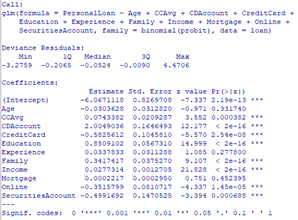 Call:
glm(formula = PersonalLoan ~ Age + CCAvg + CDAccount + CreditCard +
Education + Experience + Family + Income + Mortgage + Online +
SecuritiesAccount, family = binomial(probit), data = loan)
Deviance Residuals:
Min 1Q Median 3Q Max
-3.2759 -0.2165 -0.0524 -0.0090 4.4706
Coefficients:
Estimate Std. Error z value Pr(>|z|)
(Intercept) -6.0671118 0.8269708 -7.337 2.19e-13 ***
Age -0.0303628 0.0312820 -0.971 0.331740
CCAvg 0.0743382 0.0209287 3.552 0.000382 ***
CDAccount 2.0049036 0.1646493 12.177 < 2e-16 ***
CreditCard -0.5825612 0.1045810 -5.570 2.54e-08 ***
Education 0.8509102 0.0567310 14.999 < 2e-16 ***
Experience 0.0337833 0.0311288 1.085 0.277800
Family 0.3417417 0.0375270 9.107 < 2e-16 ***
Income 0.0277314 0.0012705 21.828 < 2e-16 ***
Mortgage 0.0002217 0.0002950 0.751 0.452395
Online -0.3515799 0.0810717 -4.337 1.45e-05 ***
SecuritiesAccount -0.4991692 0.1470525 -3.394 0.000688 ***
---
Signif. codes: 0 '***' 0.001 '**' 0.01 '*' 0.05 '.' 0.1 ' ' 1